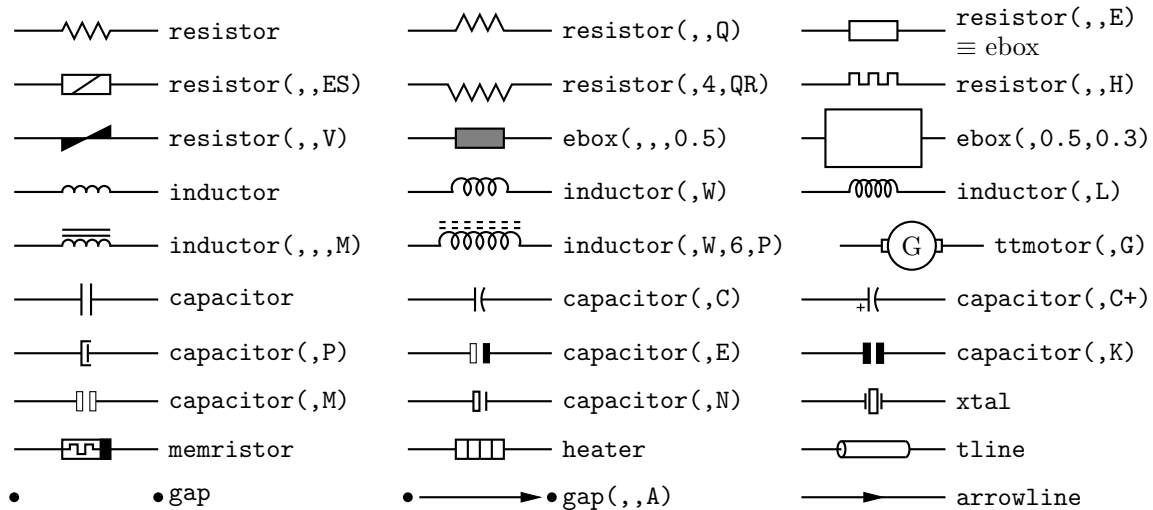 resistor
resistor(,,Q)
resistor(,,E)
≡ ebox
resistor(,,ES)
resistor(,4,QR)
resistor(,,H)
resistor(,,V)
ebox(,,,0.5)
ebox(,0.5,0.3)
inductor
inductor(,W)
inductor(,L)
inductor(,,,M)
inductor(,W,6,P)
G
ttmotor(,G)
capacitor
capacitor(,C)
+
capacitor(,C+)
capacitor(,P)
capacitor(,E)
capacitor(,K)
capacitor(,M)
capacitor(,N)
xtal
memristor
heater
tline
gap
gap(,,A)
arrowline